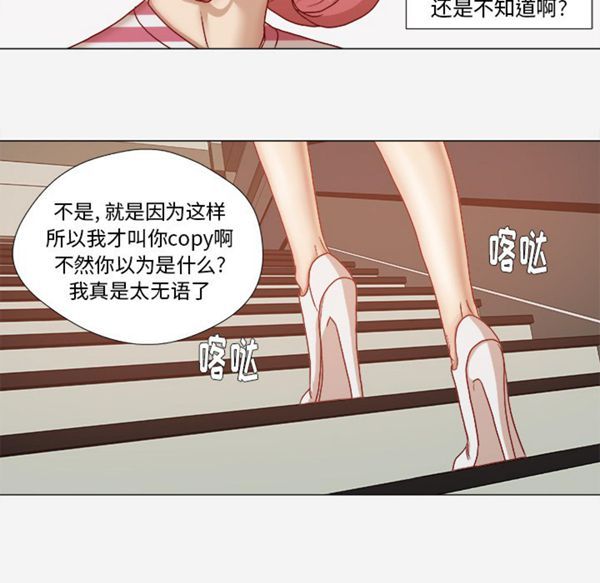 还是不知道啊?
不是, 就是因为这样
所以我才叫你copy啊
不然你以为是什么?
我真是太无语了
喀哒
喀哒